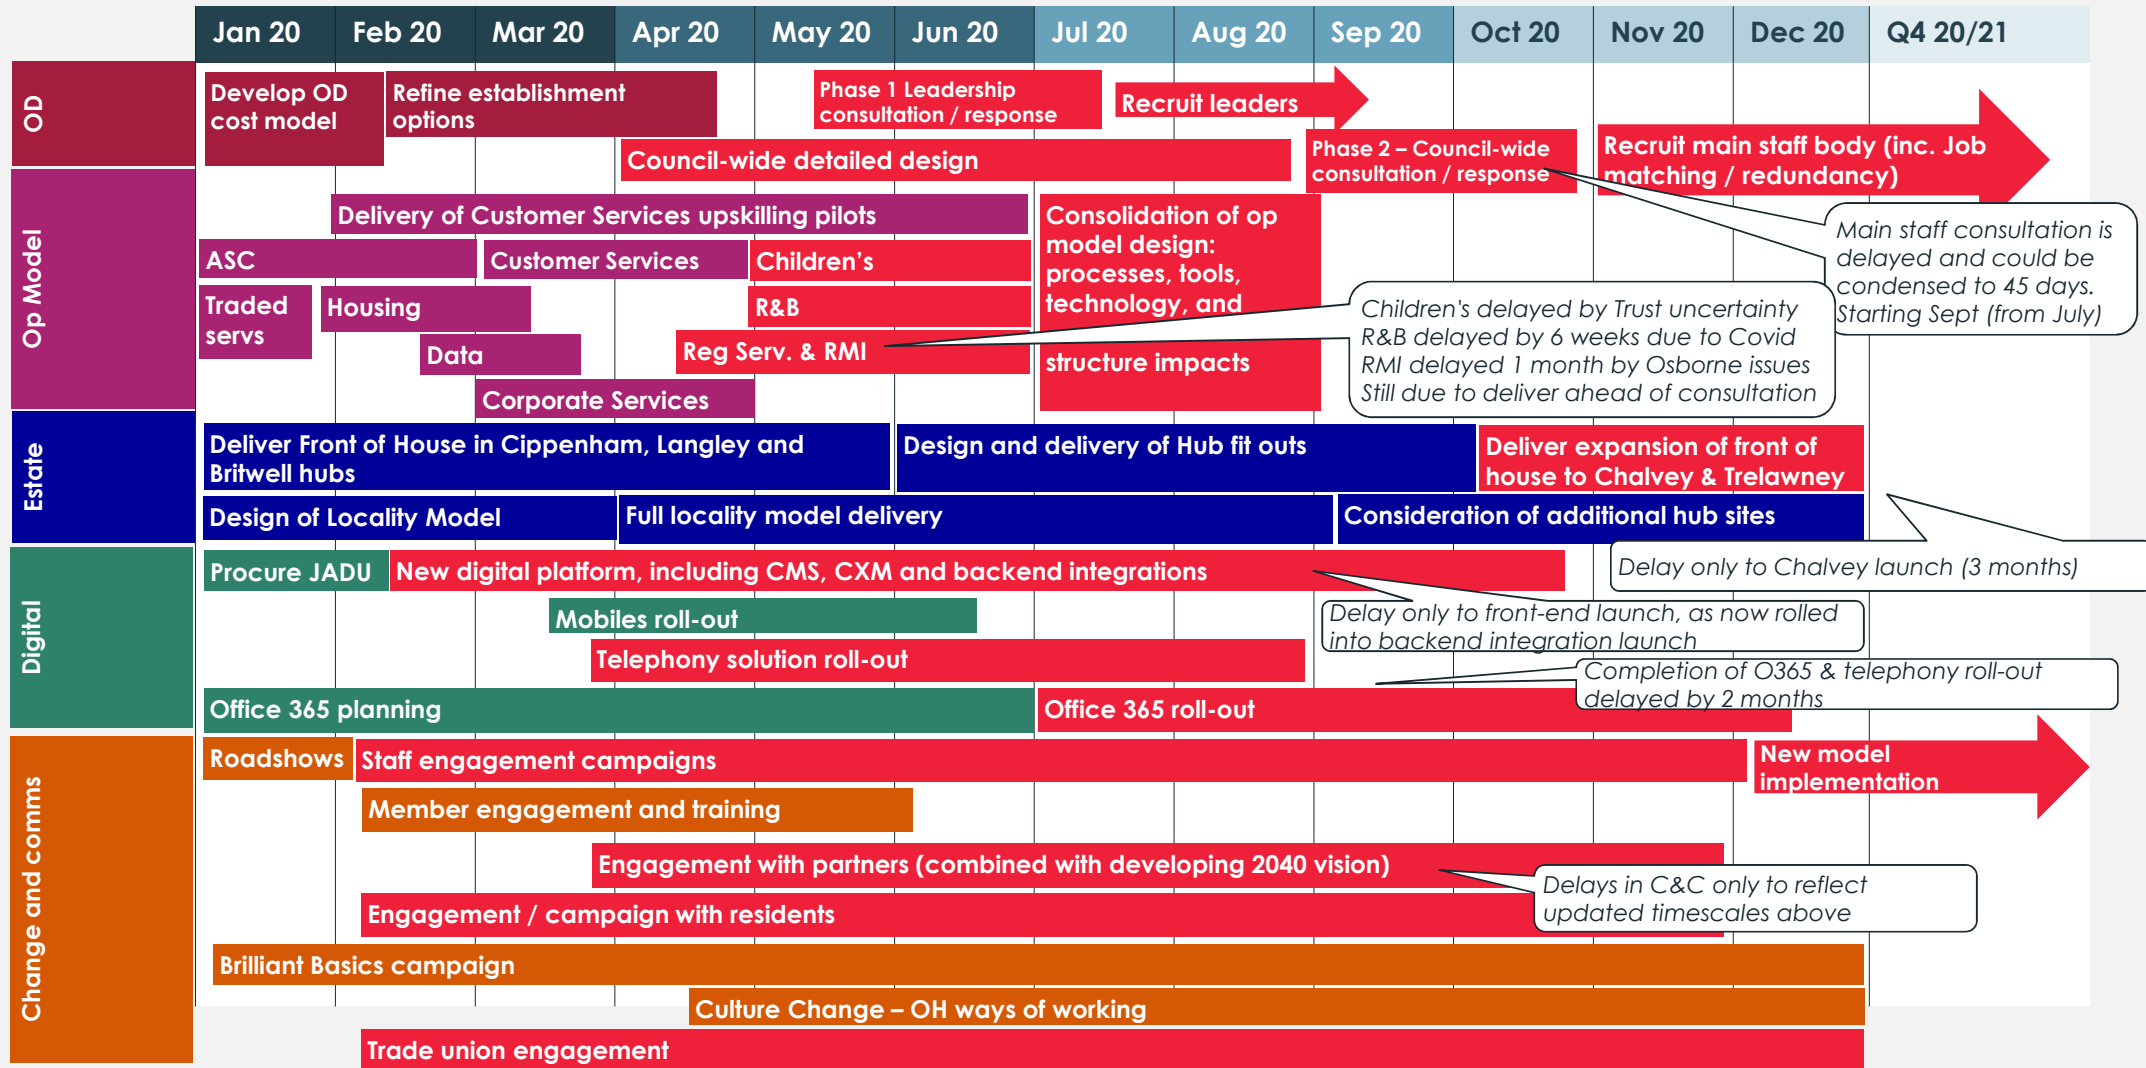 Jan 20 Feb 20 Mar 20 Apr 20 May 20 Jun 20 Jul 20 Aug 20 Sep 20 Oct 20 Nov 20 Dec 20 Q4 20/21
OD
Develop OD
cost model
Refine establishment
options
Phase 1 Leadership
consultation / response
Recruit leaders
Council-wide detailed design
Phase 2 – Council-wide
consultation / response
Recruit main staff body (inc. Job
matching / redundancy)
Main staff consultation is
delayed and could be
condensed to 45 days.
Starting Sept (from July)
Op Model
Delivery of Customer Services upskilling pilots
Consolidation of op
model design:
processes, tools,
technology, and
structure impacts
ASC
Customer Services
Children’s
Traded
servs
Housing
R&B
Data
Reg Serv. & RMI
Corporate Services
Children's delayed by Trust uncertainty
R&B delayed by 6 weeks due to Covid
RMI delayed 1 month by Osborne issues
Still due to deliver ahead of consultation
Estate
Deliver Front of House in Cippenham, Langley and
Britwell hubs
Design and delivery of Hub fit outs
Deliver expansion of front of
house to Chalvey & Trelawney
Design of Locality Model
Full locality model delivery
Consideration of additional hub sites
Delay only to Chalvey launch (3 months)
Digital
Procure JADU
New digital platform, including CMS, CXM and backend integrations
Delay only to front-end launch, as now rolled
into backend integration launch
Mobiles roll-out
Telephony solution roll-out
Completion of O365 & telephony roll-out
delayed by 2 months
Office 365 planning
Office 365 roll-out
Change and comms
Roadshows
Staff engagement campaigns
New model
implementation
Member engagement and training
Engagement with partners (combined with developing 2040 vision)
Delays in C&C only to reflect
updated timescales above
Engagement / campaign with residents
Brilliant Basics campaign
Culture Change – OH ways of working
Trade union engagement